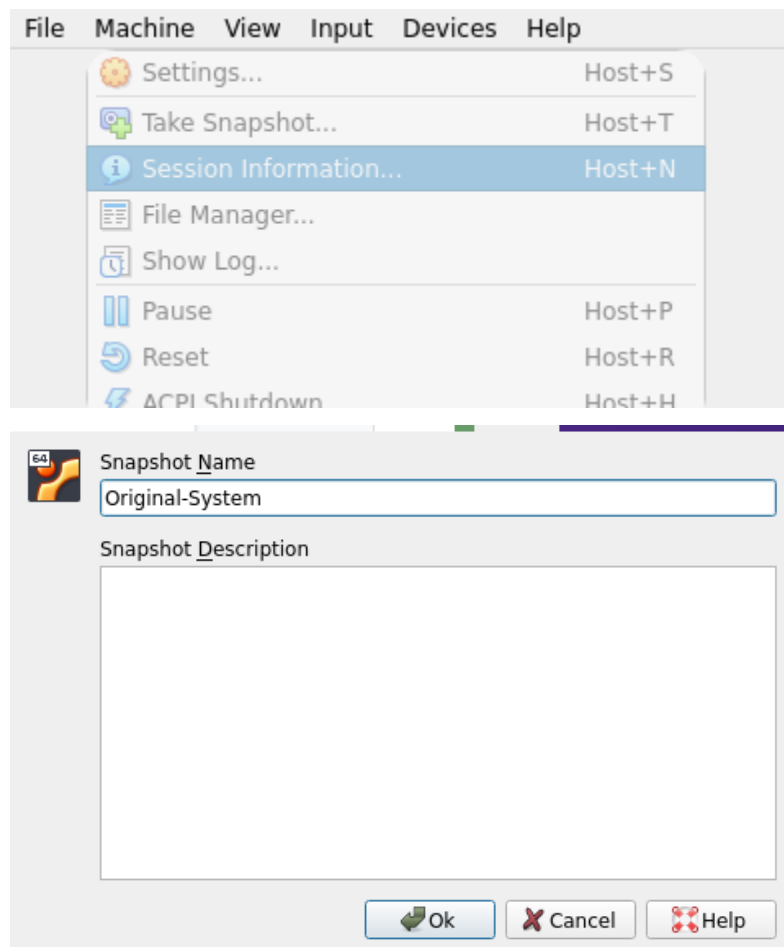 File Machine View Input Devices Help
Settings... Host+S
Take Snapshot... Host+T
Session Information... Host+N
File Manager...
Show Log...
Pause Host+P
Reset Host+R
ACPI Shutdown Host+H
64
Snapshot Name
Original-System
Snapshot Description
Ok Cancel Help